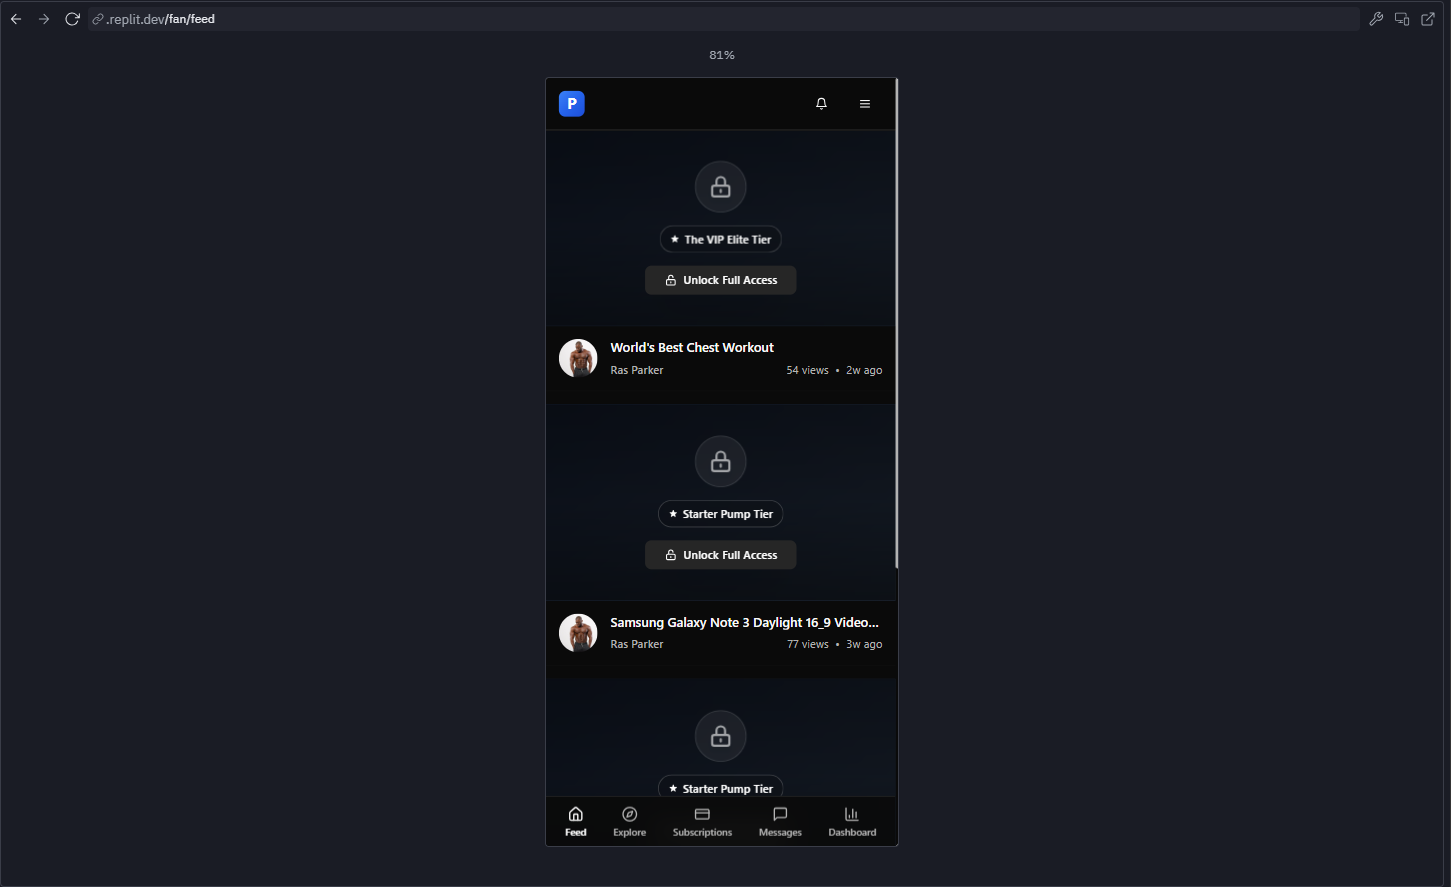 .replit.dev/fan/feed
81%
P
★ The VIP Elite Tier
Unlock Full Access
World's Best Chest Workout
Ras Parker 54 views • 2w ago
★ Starter Pump Tier
Unlock Full Access
Samsung Galaxy Note 3 Daylight 16_9 Video...
Ras Parker 77 views • 3w ago
★ Starter Pump Tier
Feed Explore Subscriptions Messages Dashboard